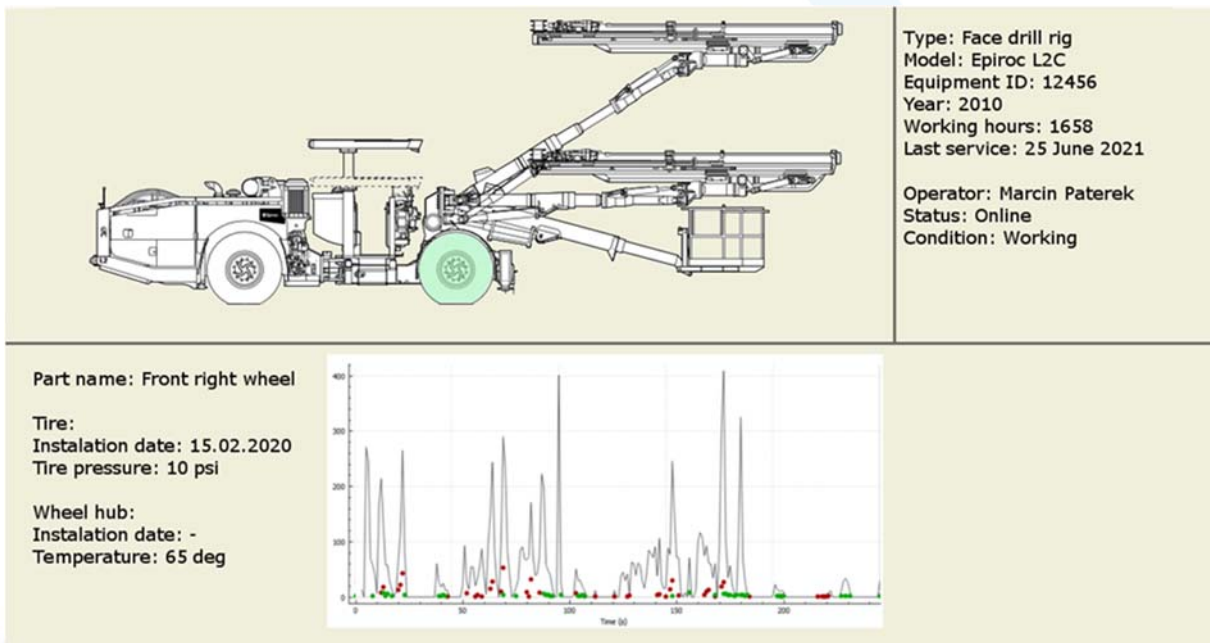 Type: Face drill rig
Model: Epiroc L2C
Equipment ID: 12456
Year: 2010
Working hours: 1658
Last service: 25 June 2021
Operator: Marcin Paterek
Status: Online
Condition: Working
Part name: Front right wheel
Tire:
Instalation date: 15.02.2020
Tire pressure: 10 psi
Wheel hub:
Instalation date: -
Temperature: 65 deg
400
300
200
100
0
0 50 100 150 200
Time (s)